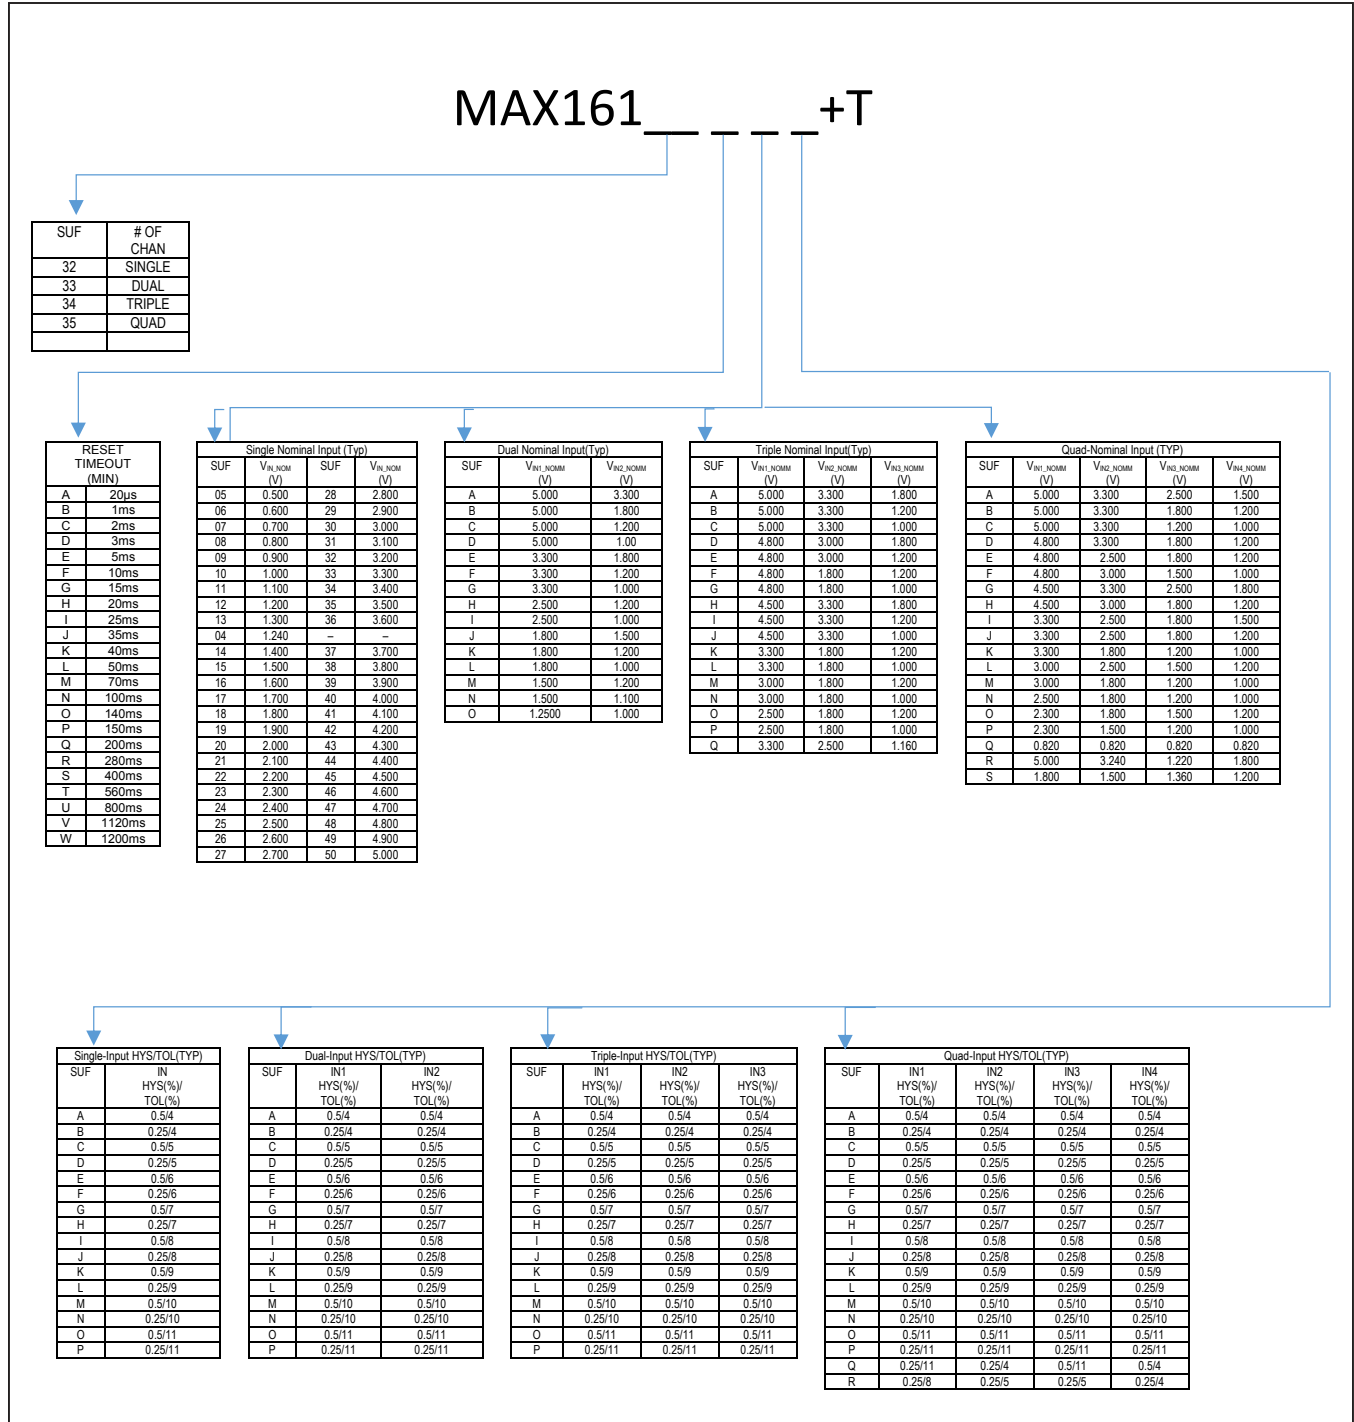 MAX161__ _ _ _+T
SUF # OF CHAN
32 SINGLE
33 DUAL
34 TRIPLE
35 QUAD
RESET TIMEOUT (MIN)
A 20µs
B 1ms
C 2ms
D 3ms
E 5ms
F 10ms
G 15ms
H 20ms
I 25ms
J 35ms
K 40ms
L 50ms
M 70ms
N 100ms
O 140ms
P 150ms
Q 200ms
R 280ms
S 400ms
T 560ms
U 800ms
V 1120ms
W 1200ms
Single Nominal Input (Typ)
SUF VIN_NOM (V) SUF VIN_NOM (V)
05 0.500 28 2.800
06 0.600 29 2.900
07 0.700 30 3.000
08 0.800 31 3.100
09 0.900 32 3.200
10 1.000 33 3.300
11 1.100 34 3.400
12 1.200 35 3.500
13 1.300 36 3.600
04 1.240 – –
14 1.400 37 3.700
15 1.500 38 3.800
16 1.600 39 3.900
17 1.700 40 4.000
18 1.800 41 4.100
19 1.900 42 4.200
20 2.000 43 4.300
21 2.100 44 4.400
22 2.200 45 4.500
23 2.300 46 4.600
24 2.400 47 4.700
25 2.500 48 4.800
26 2.600 49 4.900
27 2.700 50 5.000
Dual Nominal Input(Typ)
SUF VIN1_NOMM (V) VIN2_NOMM (V)
A 5.000 3.300
B 5.000 1.800
C 5.000 1.200
D 5.000 1.00
E 3.300 1.800
F 3.300 1.200
G 3.300 1.000
H 2.500 1.200
I 2.500 1.000
J 1.800 1.500
K 1.800 1.200
L 1.800 1.000
M 1.500 1.200
N 1.500 1.100
O 1.2500 1.000
Triple Nominal Input(Typ)
SUF VIN1_NOMM (V) VIN2_NOMM (V) VIN3_NOMM (V)
A 5.000 3.300 1.800
B 5.000 3.300 1.200
C 5.000 3.300 1.000
D 4.800 3.000 1.800
E 4.800 3.000 1.200
F 4.800 1.800 1.200
G 4.800 1.800 1.000
H 4.500 3.300 1.800
I 4.500 3.300 1.200
J 4.500 3.300 1.000
K 3.300 1.800 1.200
L 3.300 1.800 1.000
M 3.000 1.800 1.200
N 3.000 1.800 1.000
O 2.500 1.800 1.200
P 2.500 1.800 1.000
Q 3.300 2.500 1.160
Quad-Nominal Input (TYP)
SUF VIN1_NOMM (V) VIN2_NOMM (V) VIN3_NOMM (V) VIN4_NOMM (V)
A 5.000 3.300 2.500 1.500
B 5.000 3.300 1.800 1.200
C 5.000 3.300 1.200 1.000
D 4.800 3.300 1.800 1.200
E 4.800 2.500 1.800 1.200
F 4.800 3.000 1.500 1.000
G 4.500 3.300 2.500 1.800
H 4.500 3.000 1.800 1.200
I 3.300 2.500 1.800 1.500
J 3.300 2.500 1.800 1.200
K 3.300 1.800 1.200 1.000
L 3.000 2.500 1.500 1.200
M 3.000 1.800 1.200 1.000
N 2.500 1.800 1.200 1.000
O 2.300 1.800 1.500 1.200
P 2.300 1.500 1.200 1.000
Q 0.820 0.820 0.820 0.820
R 5.000 3.240 1.220 1.800
S 1.800 1.500 1.360 1.200
Single-Input HYS/TOL(TYP)
SUF IN HYS(%)/ TOL(%)
A 0.5/4
B 0.25/4
C 0.5/5
D 0.25/5
E 0.5/6
F 0.25/6
G 0.5/7
H 0.25/7
I 0.5/8
J 0.25/8
K 0.5/9
L 0.25/9
M 0.5/10
N 0.25/10
O 0.5/11
P 0.25/11
Dual-Input HYS/TOL(TYP)
SUF IN1 HYS(%)/ TOL(%) IN2 HYS(%)/ TOL(%)
A 0.5/4 0.5/4
B 0.25/4 0.25/4
C 0.5/5 0.5/5
D 0.25/5 0.25/5
E 0.5/6 0.5/6
F 0.25/6 0.25/6
G 0.5/7 0.5/7
H 0.25/7 0.25/7
I 0.5/8 0.5/8
J 0.25/8 0.25/8
K 0.5/9 0.5/9
L 0.25/9 0.25/9
M 0.5/10 0.5/10
N 0.25/10 0.25/10
O 0.5/11 0.5/11
P 0.25/11 0.25/11
Triple-Input HYS/TOL(TYP)
SUF IN1 HYS(%)/ TOL(%) IN2 HYS(%)/ TOL(%) IN3 HYS(%)/ TOL(%)
A 0.5/4 0.5/4 0.5/4
B 0.25/4 0.25/4 0.25/4
C 0.5/5 0.5/5 0.5/5
D 0.25/5 0.25/5 0.25/5
E 0.5/6 0.5/6 0.5/6
F 0.25/6 0.25/6 0.25/6
G 0.5/7 0.5/7 0.5/7
H 0.25/7 0.25/7 0.25/7
I 0.5/8 0.5/8 0.5/8
J 0.25/8 0.25/8 0.25/8
K 0.5/9 0.5/9 0.5/9
L 0.25/9 0.25/9 0.25/9
M 0.5/10 0.5/10 0.5/10
N 0.25/10 0.25/10 0.25/10
O 0.5/11 0.5/11 0.5/11
P 0.25/11 0.25/11 0.25/11
Quad-Input HYS/TOL(TYP)
SUF IN1 HYS(%)/ TOL(%) IN2 HYS(%)/ TOL(%) IN3 HYS(%)/ TOL(%) IN4 HYS(%)/ TOL(%)
A 0.5/4 0.5/4 0.5/4 0.5/4
B 0.25/4 0.25/4 0.25/4 0.25/4
C 0.5/5 0.5/5 0.5/5 0.5/5
D 0.25/5 0.25/5 0.25/5 0.25/5
E 0.5/6 0.5/6 0.5/6 0.5/6
F 0.25/6 0.25/6 0.25/6 0.25/6
G 0.5/7 0.5/7 0.5/7 0.5/7
H 0.25/7 0.25/7 0.25/7 0.25/7
I 0.5/8 0.5/8 0.5/8 0.5/8
J 0.25/8 0.25/8 0.25/8 0.25/8
K 0.5/9 0.5/9 0.5/9 0.5/9
L 0.25/9 0.25/9 0.25/9 0.25/9
M 0.5/10 0.5/10 0.5/10 0.5/10
N 0.25/10 0.25/10 0.25/10 0.25/10
O 0.5/11 0.5/11 0.5/11 0.5/11
P 0.25/11 0.25/11 0.25/11 0.25/11
Q 0.25/11 0.25/4 0.5/11 0.5/4
R 0.25/8 0.25/5 0.25/5 0.25/4